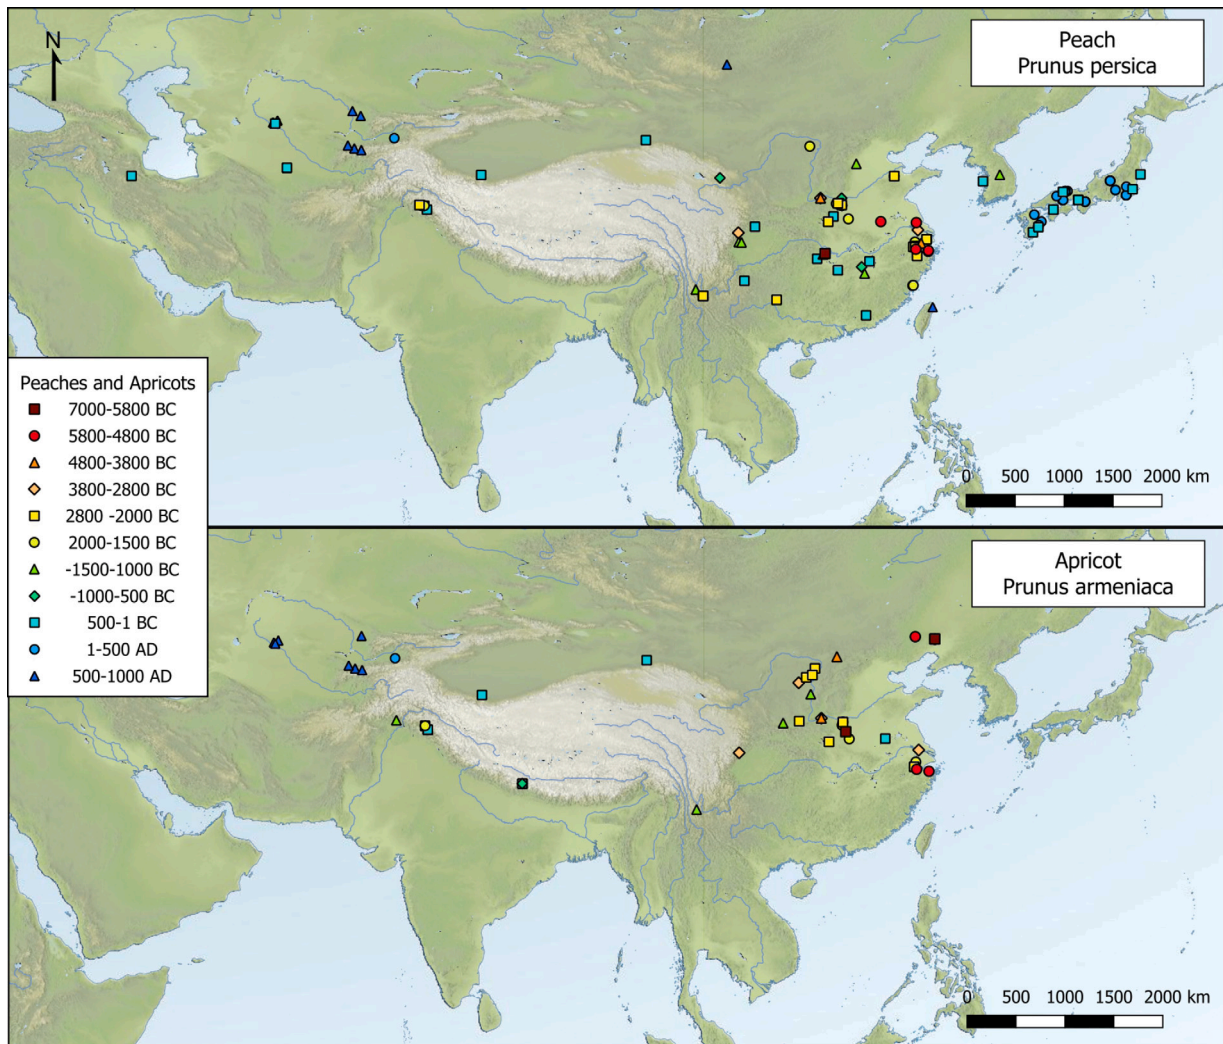 N
Peach
Prunus persica
Peaches and Apricots
7000-5800 BC
5800-4800 BC
4800-3800 BC
3800-2800 BC
2800 -2000 BC
2000-1500 BC
-1500-1000 BC
-1000-500 BC
500-1 BC
1-500 AD
500-1000 AD
0 500 1000 1500 2000 km
Apricot
Prunus armeniaca
0 500 1000 1500 2000 km